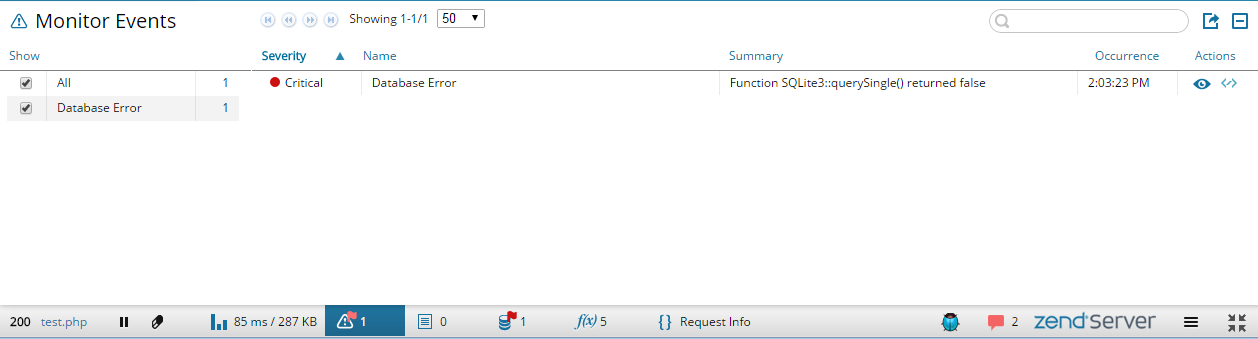 Monitor Events
Showing 1-1/1 50
Show
Severity Name Summary Occurrence Actions
All 1
Critical Database Error Function SQLite3::querySingle() returned false 2:03:23 PM
Database Error 1
200 test.php 85 ms / 287 KB 1 0 1 f(x) 5 {} Request Info 2 zend Server